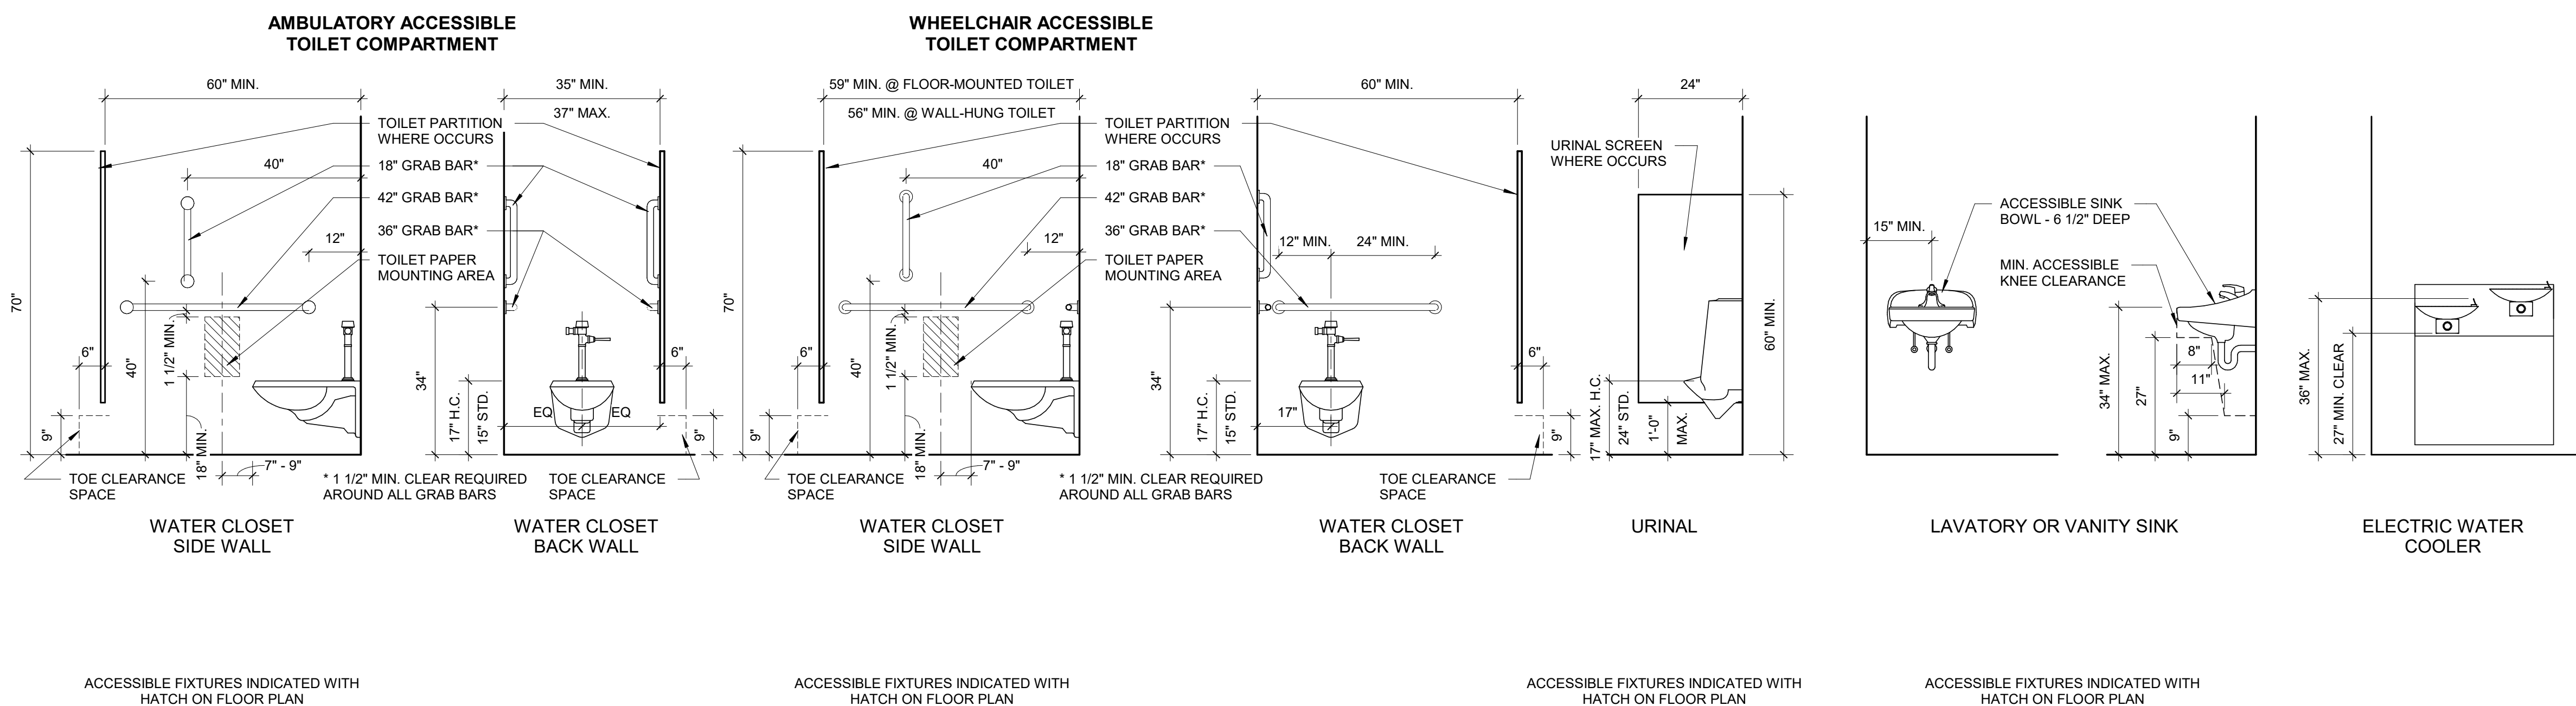 AMBULATORY ACCESSIBLE
TOILET COMPARTMENT
WHEELCHAIR ACCESSIBLE
TOILET COMPARTMENT
60" MIN.
35" MIN.
37" MAX.
TOILET PARTITION
WHERE OCCURS
40"
18" GRAB BAR*
42" GRAB BAR*
36" GRAB BAR*
12"
TOILET PAPER
MOUNTING AREA
70"
6"
40"
1 1/2" MIN.
9"
18" MIN.
7" - 9"
TOE CLEARANCE
SPACE
* 1 1/2" MIN. CLEAR REQUIRED
AROUND ALL GRAB BARS
34"
17" H.C.
15" STD.
EQ
EQ
6"
9"
TOE CLEARANCE
SPACE
WATER CLOSET
SIDE WALL
WATER CLOSET
BACK WALL
59" MIN. @ FLOOR-MOUNTED TOILET
56" MIN. @ WALL-HUNG TOILET
60" MIN.
TOILET PARTITION
WHERE OCCURS
40"
18" GRAB BAR*
42" GRAB BAR*
36" GRAB BAR*
12"
TOILET PAPER
MOUNTING AREA
12" MIN.
24" MIN.
70"
6"
40"
1 1/2" MIN.
9"
18" MIN.
7" - 9"
TOE CLEARANCE
SPACE
* 1 1/2" MIN. CLEAR REQUIRED
AROUND ALL GRAB BARS
34"
17" H.C.
15" STD.
17"
6"
9"
TOE CLEARANCE
SPACE
WATER CLOSET
SIDE WALL
WATER CLOSET
BACK WALL
24"
URINAL SCREEN
WHERE OCCURS
60" MIN.
17" MAX. H.C.
24" STD.
1'-0"
MAX.
URINAL
15" MIN.
ACCESSIBLE SINK
BOWL - 6 1/2" DEEP
MIN. ACCESSIBLE
KNEE CLEARANCE
8"
11"
34" MAX.
27"
9"
LAVATORY OR VANITY SINK
36" MAX.
27" MIN. CLEAR
ELECTRIC WATER
COOLER
ACCESSIBLE FIXTURES INDICATED WITH
HATCH ON FLOOR PLAN
ACCESSIBLE FIXTURES INDICATED WITH
HATCH ON FLOOR PLAN
ACCESSIBLE FIXTURES INDICATED WITH
HATCH ON FLOOR PLAN
ACCESSIBLE FIXTURES INDICATED WITH
HATCH ON FLOOR PLAN